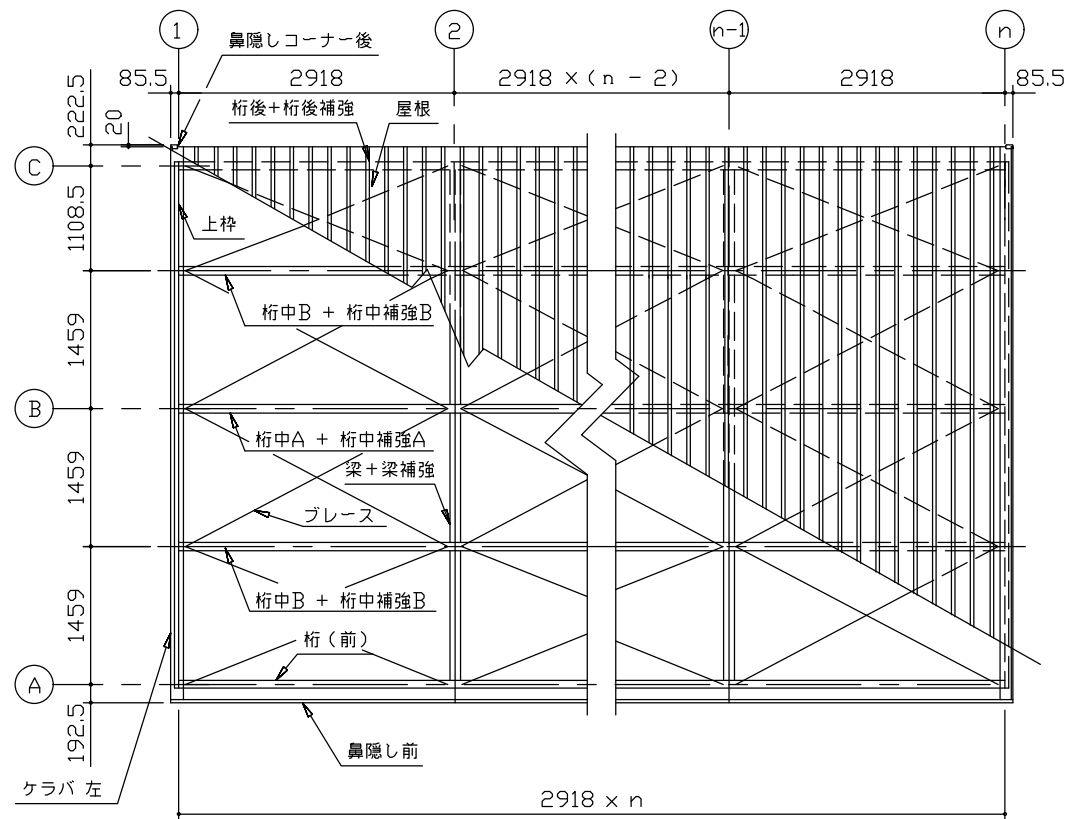 1
2
n-1
n
鼻隠しコーナー後
85.5
2918
2918 x (n - 2)
2918
85.5
222.5
20
桁後+桁後補強
屋根
C
1108.5
上枠
桁中B + 桁中補強B
1459
B
桁中A + 桁中補強A
梁+梁補強
1459
ブレース
桁中B + 桁中補強B
1459
桁(前)
A
192.5
鼻隠し前
ケラバ 左
2918 x n